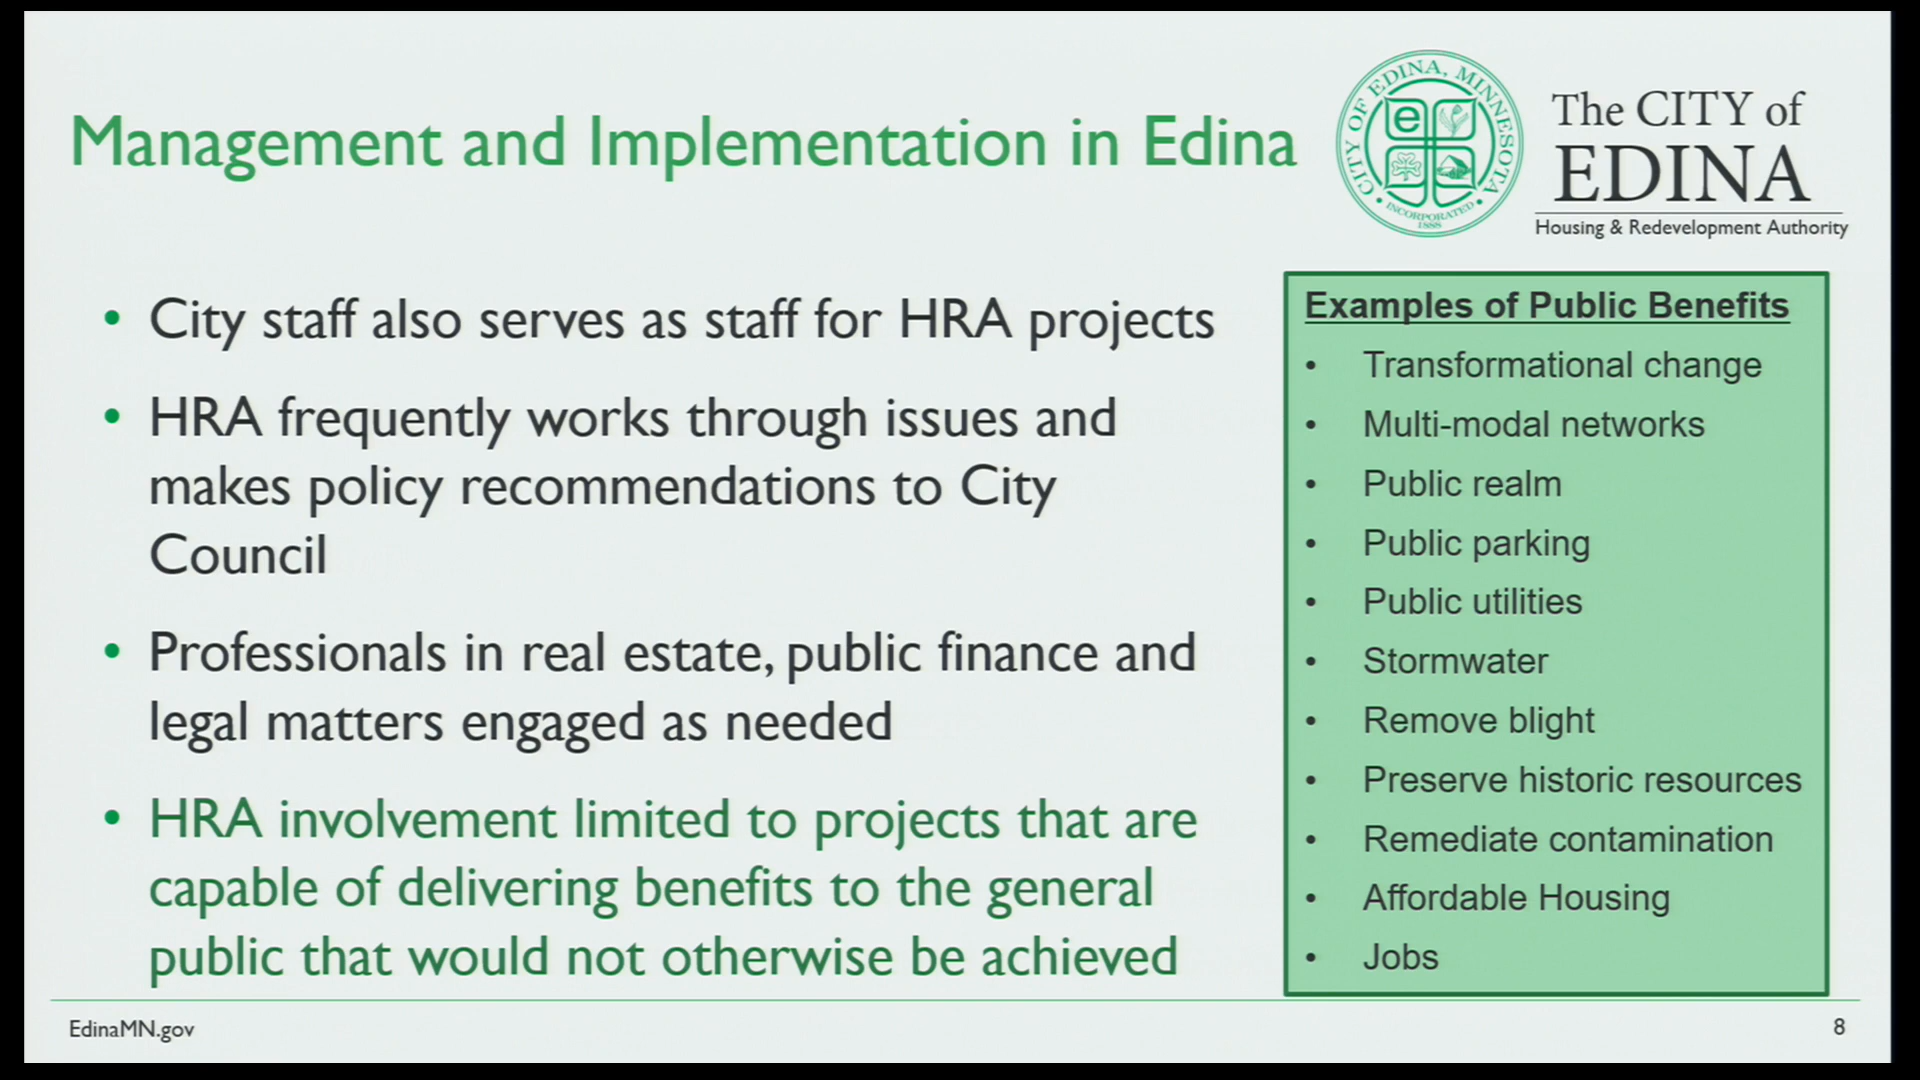 Management and Implementation in Edina
CITY OF EDINA, MINNESOTA
e
INCORPORATED
1888
The CITY of
EDINA
Housing & Redevelopment Authority
• City staff also serves as staff for HRA projects
• HRA frequently works through issues and
makes policy recommendations to City
Council
• Professionals in real estate, public finance and
legal matters engaged as needed
• HRA involvement limited to projects that are
capable of delivering benefits to the general
public that would not otherwise be achieved
Examples of Public Benefits
• Transformational change
• Multi-modal networks
• Public realm
• Public parking
• Public utilities
• Stormwater
• Remove blight
• Preserve historic resources
• Remediate contamination
• Affordable Housing
• Jobs
EdinaMN.gov
8